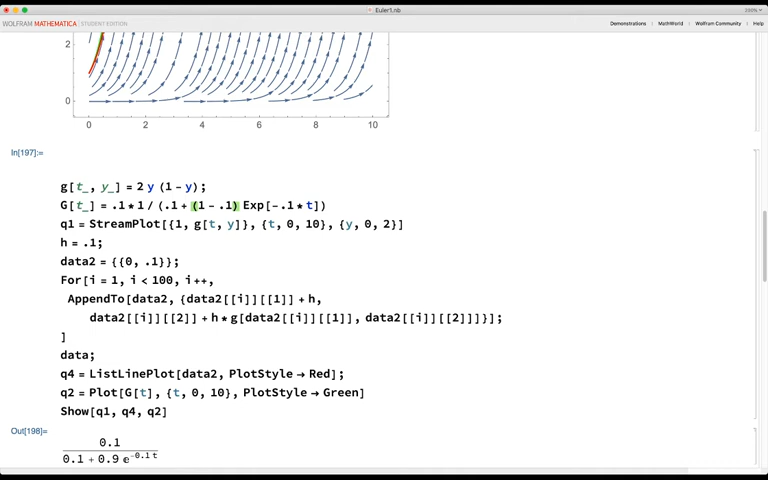 Euler1.nb
200%
WOLFRAM MATHEMATICA | STUDENT EDITION
Demonstrations | MathWorld | Wolfram Community | Help
2
0
0 2 4 6 8 10
In[197]:=
g[t_, y_] = 2 y (1 - y);
G[t_] = .1 * 1 / (.1 + (1 - .1) Exp[-.1 * t])
q1 = StreamPlot[{1, g[t, y]}, {t, 0, 10}, {y, 0, 2}]
h = .1;
data2 = {{0, .1}};
For[i = 1, i < 100, i++,
AppendTo[data2, {data2[[i]][[1]] + h,
data2[[i]][[2]] + h * g[data2[[i]][[1]], data2[[i]][[2]]]}];
]
data;
q4 = ListLinePlot[data2, PlotStyle → Red];
q2 = Plot[G[t], {t, 0, 10}, PlotStyle → Green]
Show[q1, q4, q2]
Out[198]=
0.1
0.1 + 0.9 e^-0.1 t